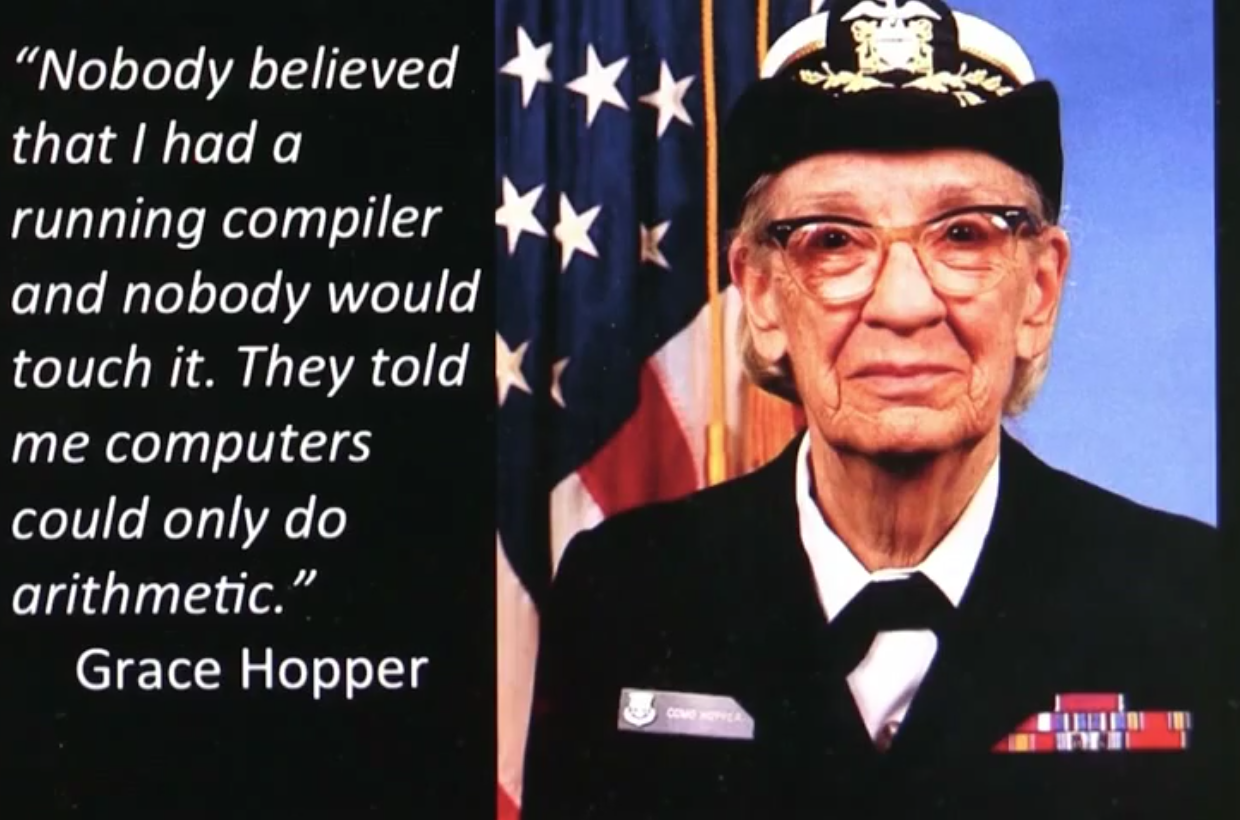 “Nobody believed
that I had a
running compiler
and nobody would
touch it. They told
me computers
could only do
arithmetic.”
Grace Hopper
HOPPER